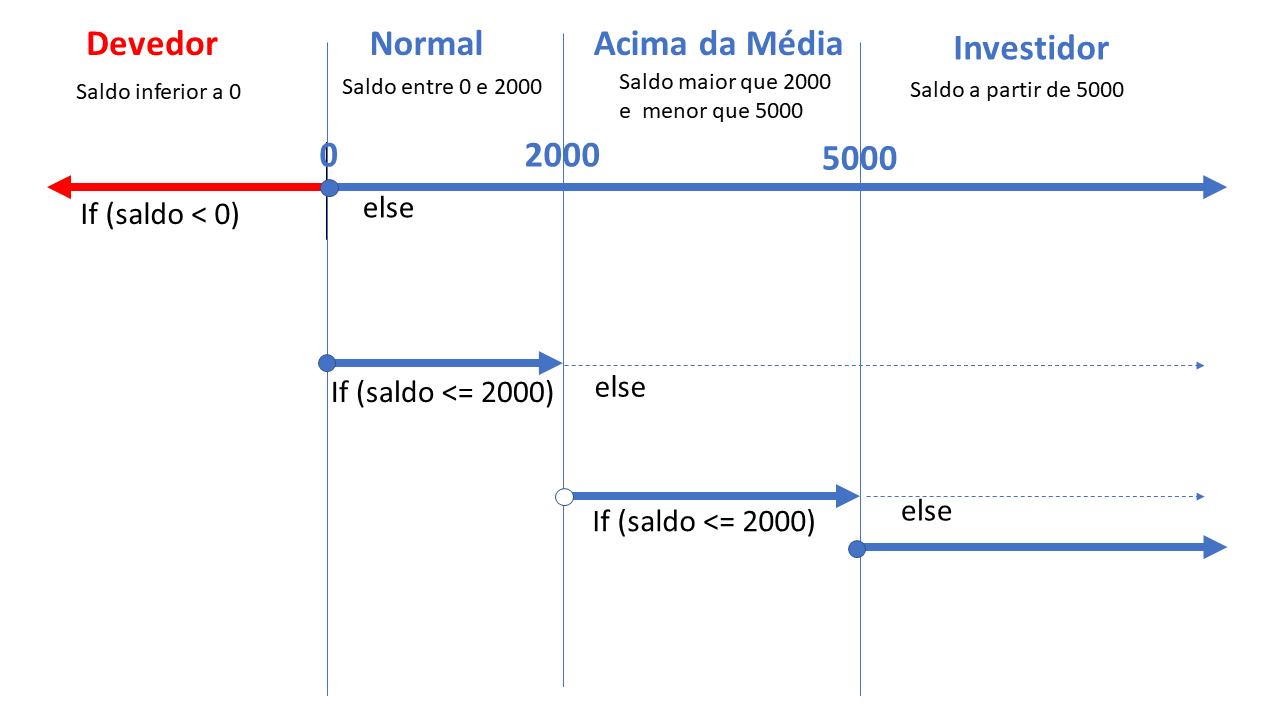 Devedor
Saldo inferior a 0
Normal
Saldo entre 0 e 2000
Acima da Média
Saldo maior que 2000
e  menor que 5000
Investidor
Saldo a partir de 5000
0
2000
5000
If (saldo < 0)
else
If (saldo <= 2000)
else
If (saldo <= 2000)
else